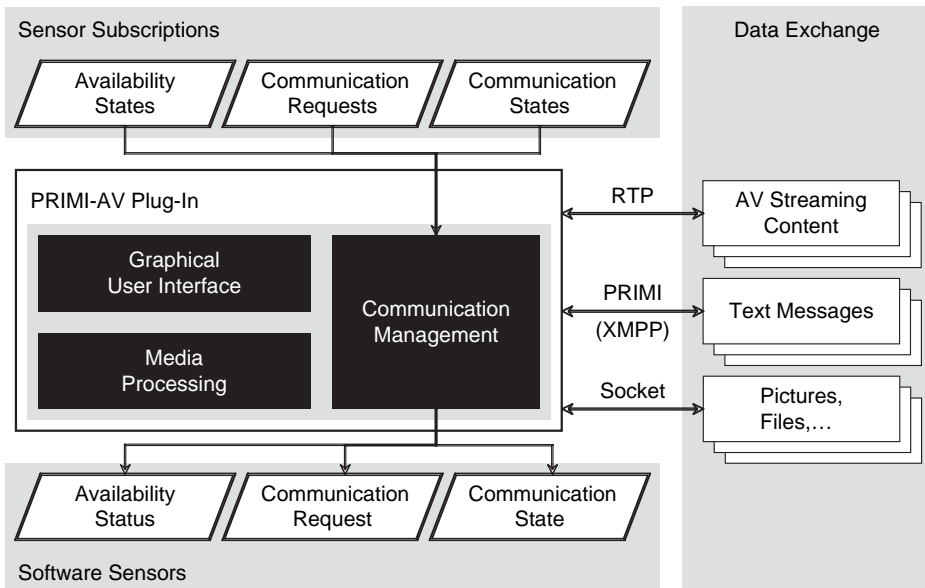 Sensor Subscriptions
Availability
States
Communication
Requests
Communication
States
Data Exchange
PRIMI-AV Plug-In
Graphical
User Interface
Media
Processing
Communication
Management
RTP
AV Streaming
Content
PRIMI
(XMPP)
Text Messages
Socket
Pictures,
Files,…
Availability
Status
Communication
Request
Communication
State
Software Sensors